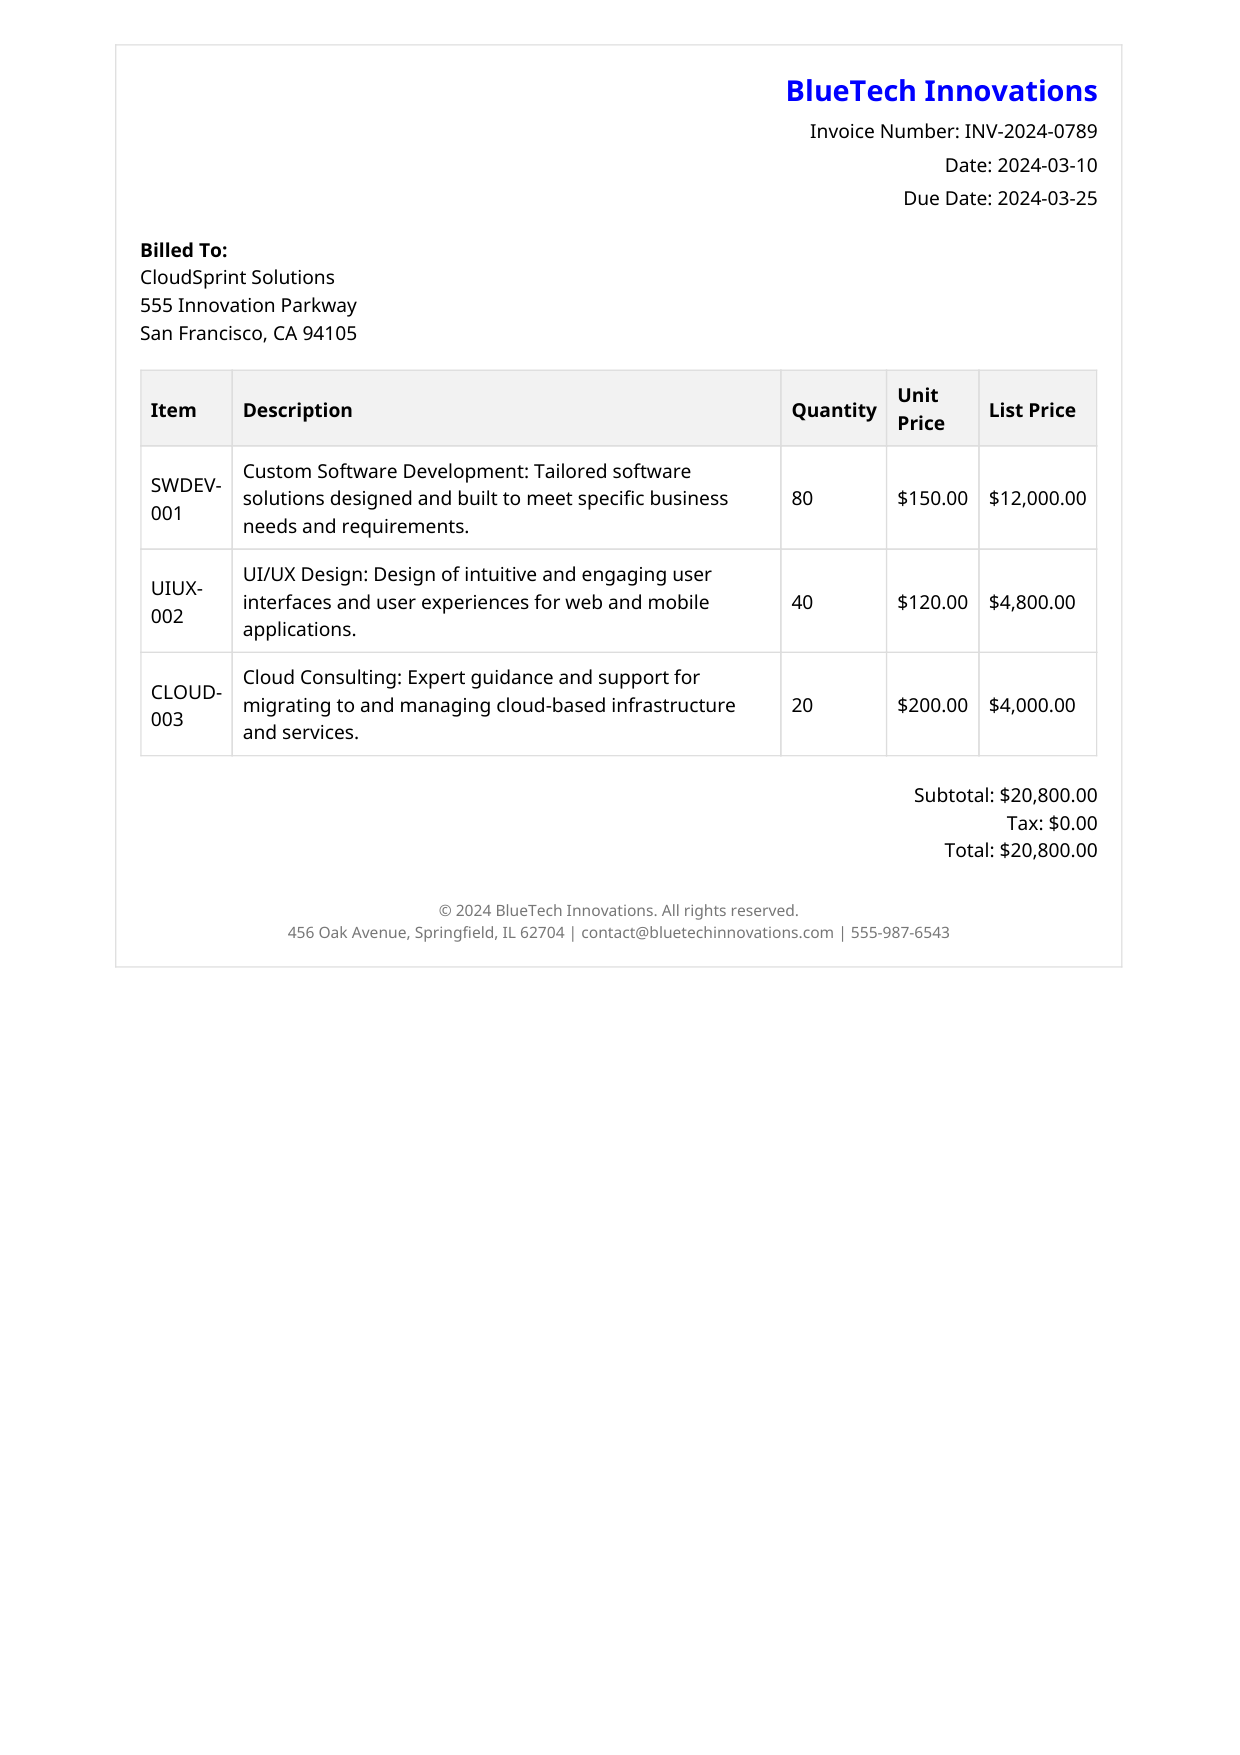 BlueTech Innovations
Invoice Number: INV-2024-0789
Date: 2024-03-10
Due Date: 2024-03-25
Billed To:
CloudSprint Solutions
555 Innovation Parkway
San Francisco, CA 94105
Item Description Quantity Unit Price List Price
SWDEV-001 Custom Software Development: Tailored software
solutions designed and built to meet specific business
needs and requirements. 80 $150.00 $12,000.00
UIUX-002 UI/UX Design: Design of intuitive and engaging user
interfaces and user experiences for web and mobile
applications. 40 $120.00 $4,800.00
CLOUD-003 Cloud Consulting: Expert guidance and support for
migrating to and managing cloud-based infrastructure
and services. 20 $200.00 $4,000.00
Subtotal: $20,800.00
Tax: $0.00
Total: $20,800.00
© 2024 BlueTech Innovations. All rights reserved.
456 Oak Avenue, Springfield, IL 62704 | contact@bluetechinnovations.com | 555-987-6543